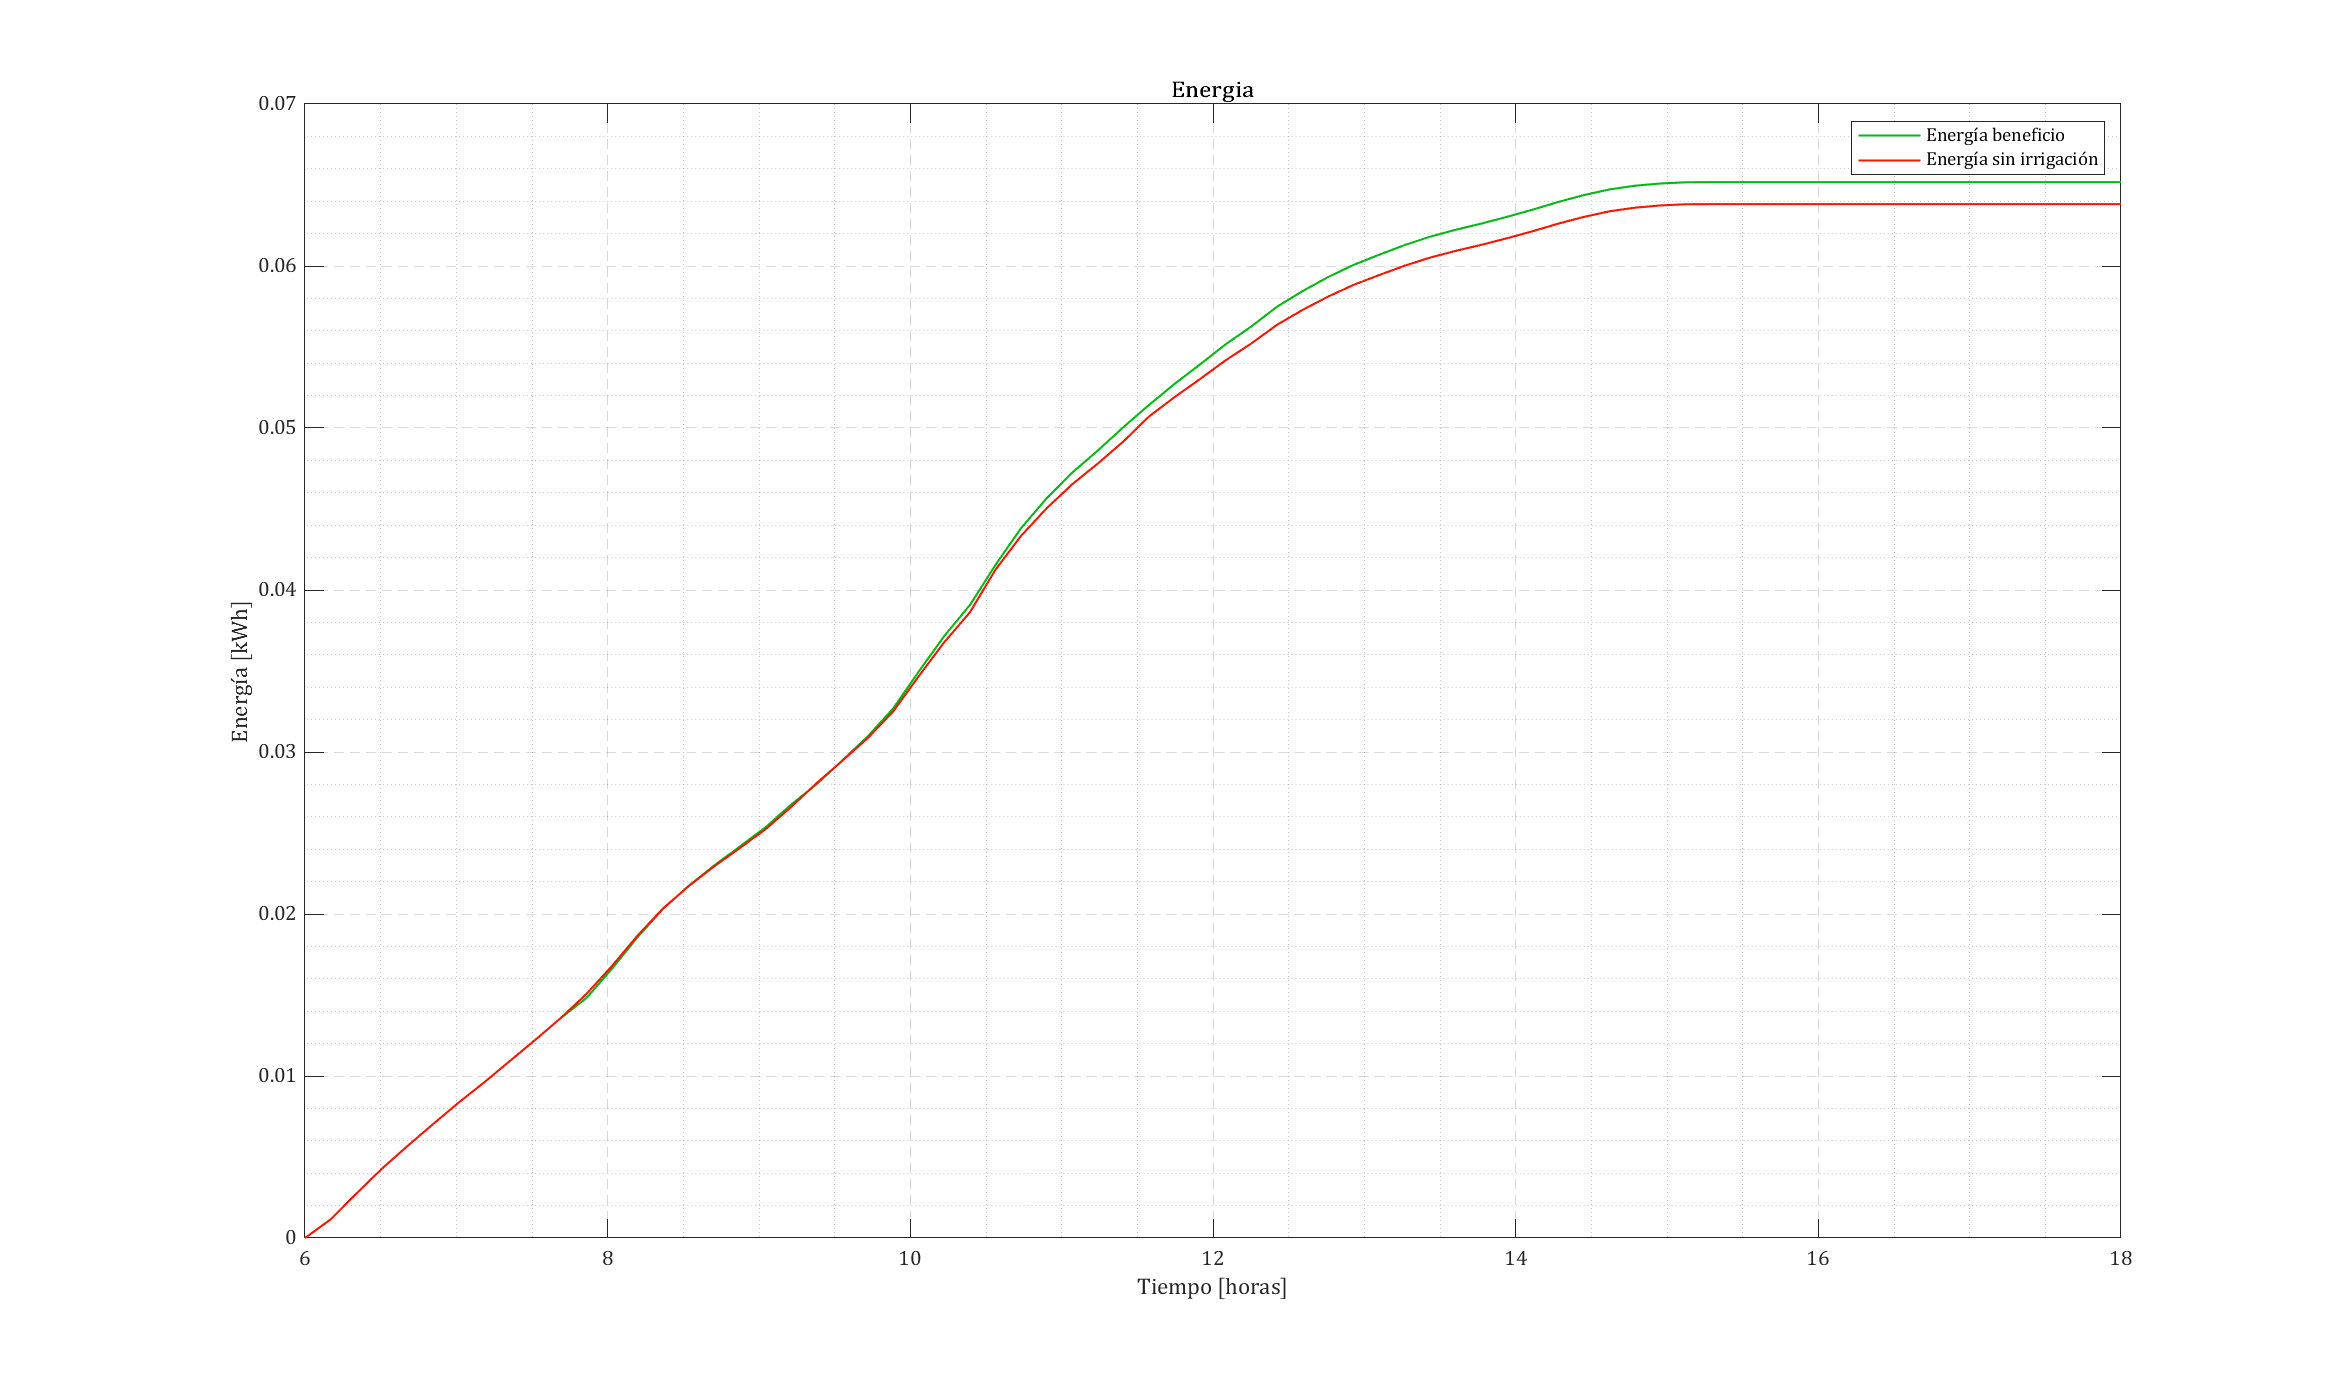 Energia
0.07
0.06
0.05
0.04
0.03
0.02
0.01
0
Energía [kWh]
Energía beneficio
Energía sin irrigación
6 8 10 12 14 16 18
Tiempo [horas]